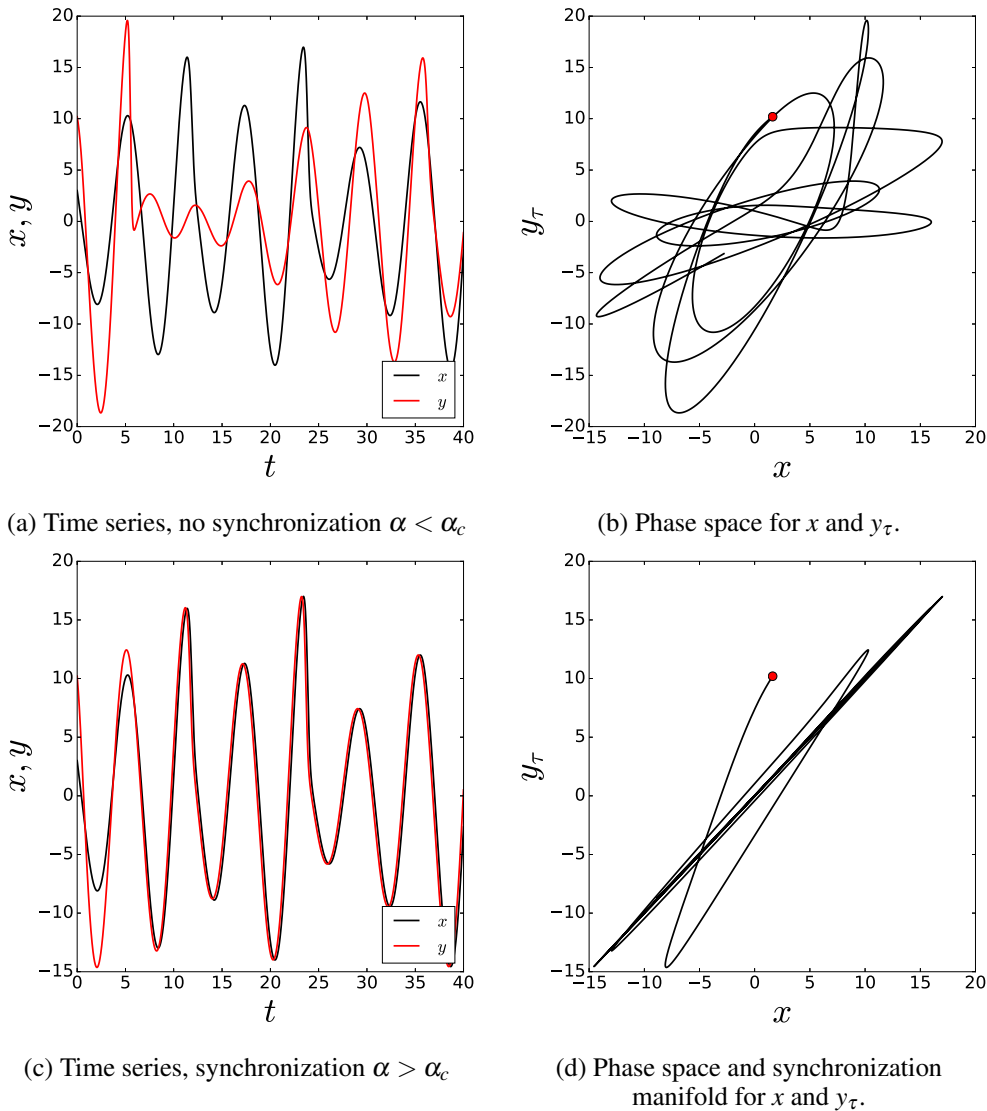 20
15
10
5
0
−5
−10
−15
−20
x, y
0 5 10 15 20 25 30 35 40
t
x
y
20
15
10
5
0
−5
−10
−15
−20
yτ
−15 −10 −5 0 5 10 15 20
x
(a) Time series, no synchronization α < αc
(b) Phase space for x and yτ.
20
15
10
5
0
−5
−10
−15
x, y
0 5 10 15 20 25 30 35 40
t
x
y
20
15
10
5
0
−5
−10
−15
yτ
−15 −10 −5 0 5 10 15 20
x
(c) Time series, synchronization α > αc
(d) Phase space and synchronization
manifold for x and yτ.